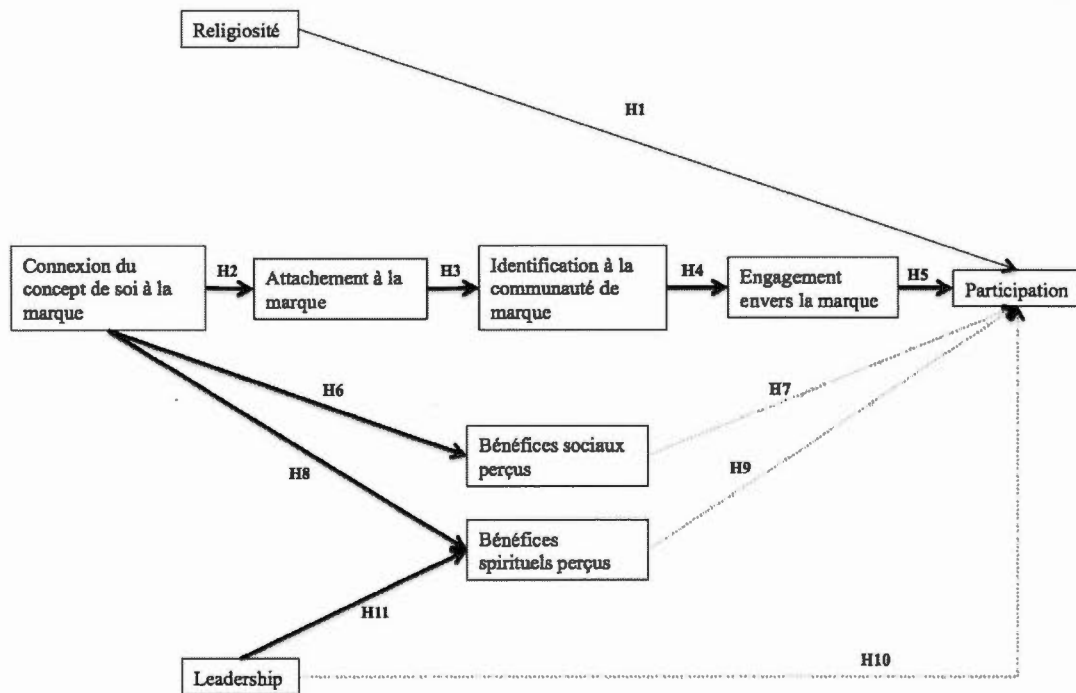 Religiosité
H1
Connexion du
concept de soi à la
marque
H2
Attachement à la
marque
H3
Identification à la
communauté de
marque
H4
Engagement
envers la marque
H5
Participation
H6
H7
Bénéfices sociaux
perçus
H8
H9
Bénéfices
spirituels perçus
H11
H10
Leadership